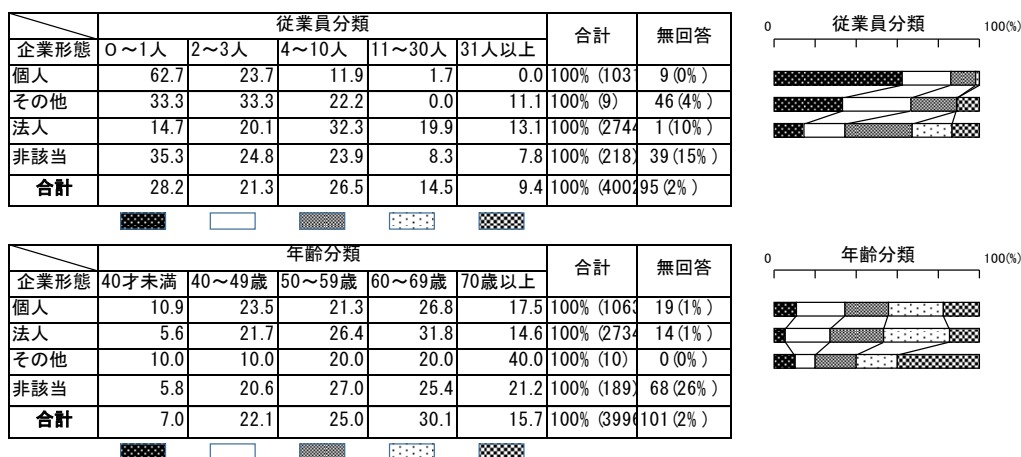 従業員分類 合計 無回答
企業形態 0～1人 2～3人 4～10人 11～30人 31人以上
個人 62.7 23.7 11.9 1.7 0.0 100% (1031 9(0%)
その他 33.3 33.3 22.2 0.0 11.1 100% (9) 46(4%)
法人 14.7 20.1 32.3 19.9 13.1 100% (2744 1(10%)
非該当 35.3 24.8 23.9 8.3 7.8 100% (218) 39(15%)
合計 28.2 21.3 26.5 14.5 9.4 100% (4002 95(2%)
0 従業員分類 100(%)
年齢分類 合計 無回答
企業形態 40才未満 40～49歳 50～59歳 60～69歳 70歳以上
個人 10.9 23.5 21.3 26.8 17.5 100% (1063 19(1%)
法人 5.6 21.7 26.4 31.8 14.6 100% (2734 14(1%)
その他 10.0 10.0 20.0 20.0 40.0 100% (10) 0(0%)
非該当 5.8 20.6 27.0 25.4 21.2 100% (189) 68(26%)
合計 7.0 22.1 25.0 30.1 15.7 100% (3996 101(2%)
0 年齢分類 100(%)